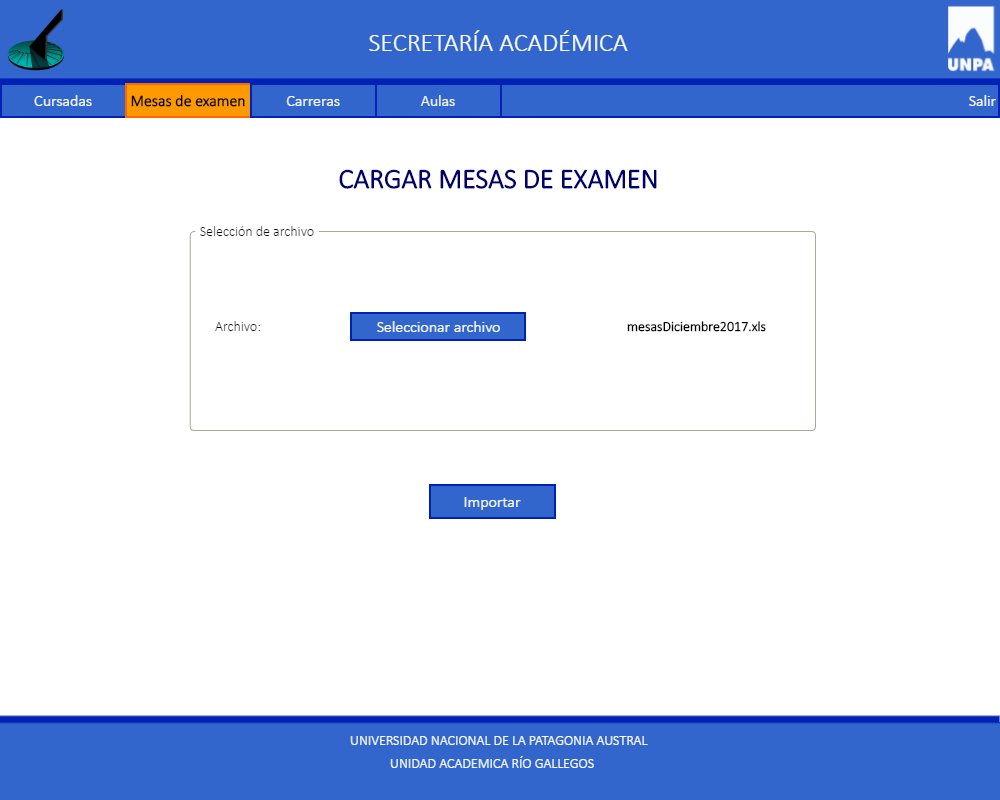 SECRETARÍA ACADÉMICA
UNPA
Cursadas
Mesas de examen
Carreras
Aulas
Salir
CARGAR MESAS DE EXAMEN
Selección de archivo
Archivo:
Seleccionar archivo
mesasDiciembre2017.xls
Importar
UNIVERSIDAD NACIONAL DE LA PATAGONIA AUSTRAL
UNIDAD ACADEMICA RÍO GALLEGOS